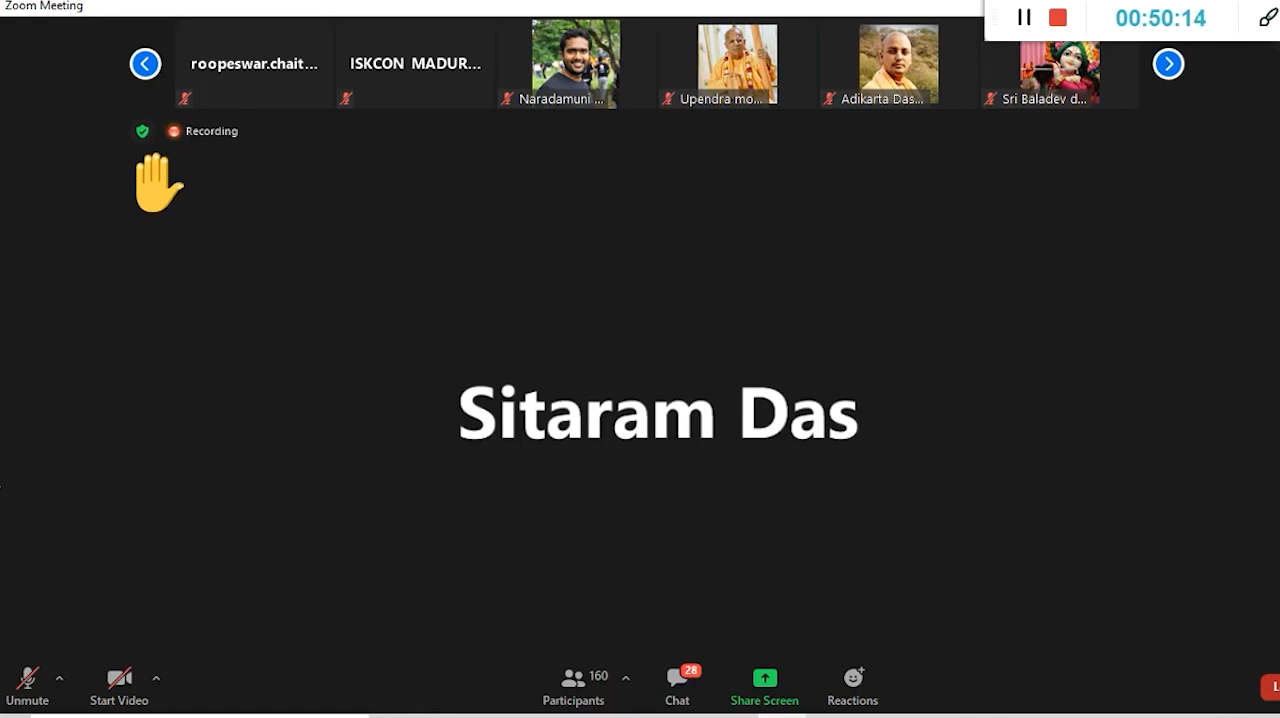 Zoom Meeting
00:50:14
roopeswar.chait...
ISKCON MADUR...
Naradamuni ...
Upendra mo...
Adikarta Das...
Sri Baladev d...
Recording
Sitaram Das
Unmute
Start Video
160
Participants
28
Chat
Share Screen
Reactions
L